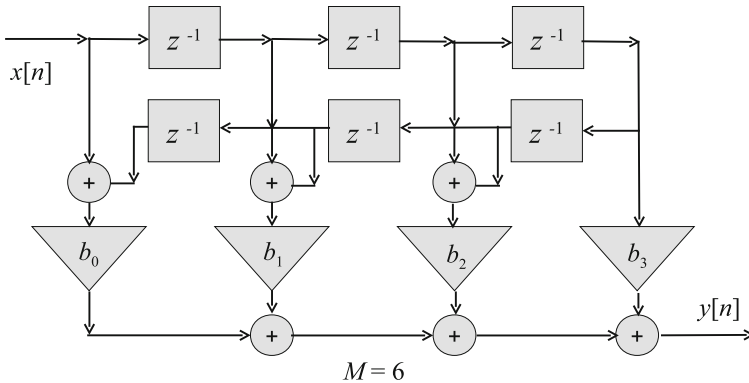 z⁻¹ z⁻¹ z⁻¹
x[n]
z⁻¹ z⁻¹ z⁻¹
+ + +
b₀ b₁ b₂ b₃
y[n]
+ + +
M = 6